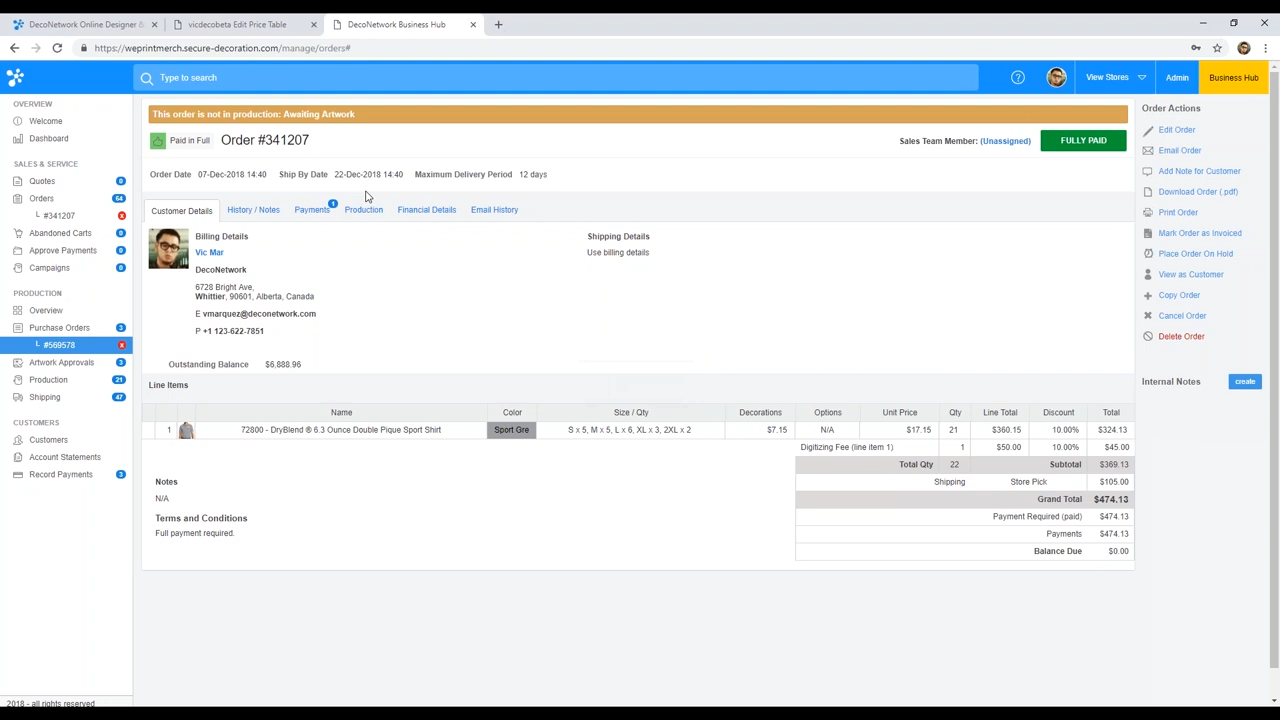 DecoNetwork Online Designer &
vicdecobeta Edit Price Table
DecoNetwork Business Hub
https://weprintmerch.secure-decoration.com/manage/orders#
Type to search
View Stores
Admin
Business Hub
OVERVIEW
Welcome
Dashboard
SALES & SERVICE
Quotes 0
Orders 64
#341207
Abandoned Carts 0
Approve Payments 0
Campaigns 0
PRODUCTION
Overview
Purchase Orders 3
#569578
Artwork Approvals 3
Production 21
Shipping 47
CUSTOMERS
Customers
Account Statements
Record Payments
2018 - all rights reserved
This order is not in production: Awaiting Artwork
Paid in Full Order #341207
Sales Team Member: (Unassigned) FULLY PAID
Order Date 07-Dec-2018 14:40 Ship By Date 22-Dec-2018 14:40 Maximum Delivery Period 12 days
Customer Details History / Notes Payments 1 Production Financial Details Email History
Billing Details
Vic Mar
DecoNetwork
6728 Bright Ave,
Whittier, 90601, Alberta, Canada
E vmarquez@deconetwork.com
P +1 123-622-7851
Shipping Details
Use billing details
Outstanding Balance $6,888.96
Line Items
Name Color Size / Qty Decorations Options Unit Price Qty Line Total Discount Total
1 72800 - DryBlend ® 6.3 Ounce Double Pique Sport Shirt Sport Gre S x 5, M x 5, L x 6, XL x 3, 2XL x 2 $7.15 N/A $17.15 21 $360.15 10.00% $324.13
Digitizing Fee (line item 1) 1 $50.00 10.00% $45.00
Total Qty 22 Subtotal $369.13
Shipping Store Pick $105.00
Grand Total $474.13
Payment Required (paid) $474.13
Payments $474.13
Balance Due $0.00
Notes
N/A
Terms and Conditions
Full payment required.
Order Actions
Edit Order
Email Order
Add Note for Customer
Download Order (.pdf)
Print Order
Mark Order as Invoiced
Place Order On Hold
View as Customer
Copy Order
Cancel Order
Delete Order
Internal Notes create